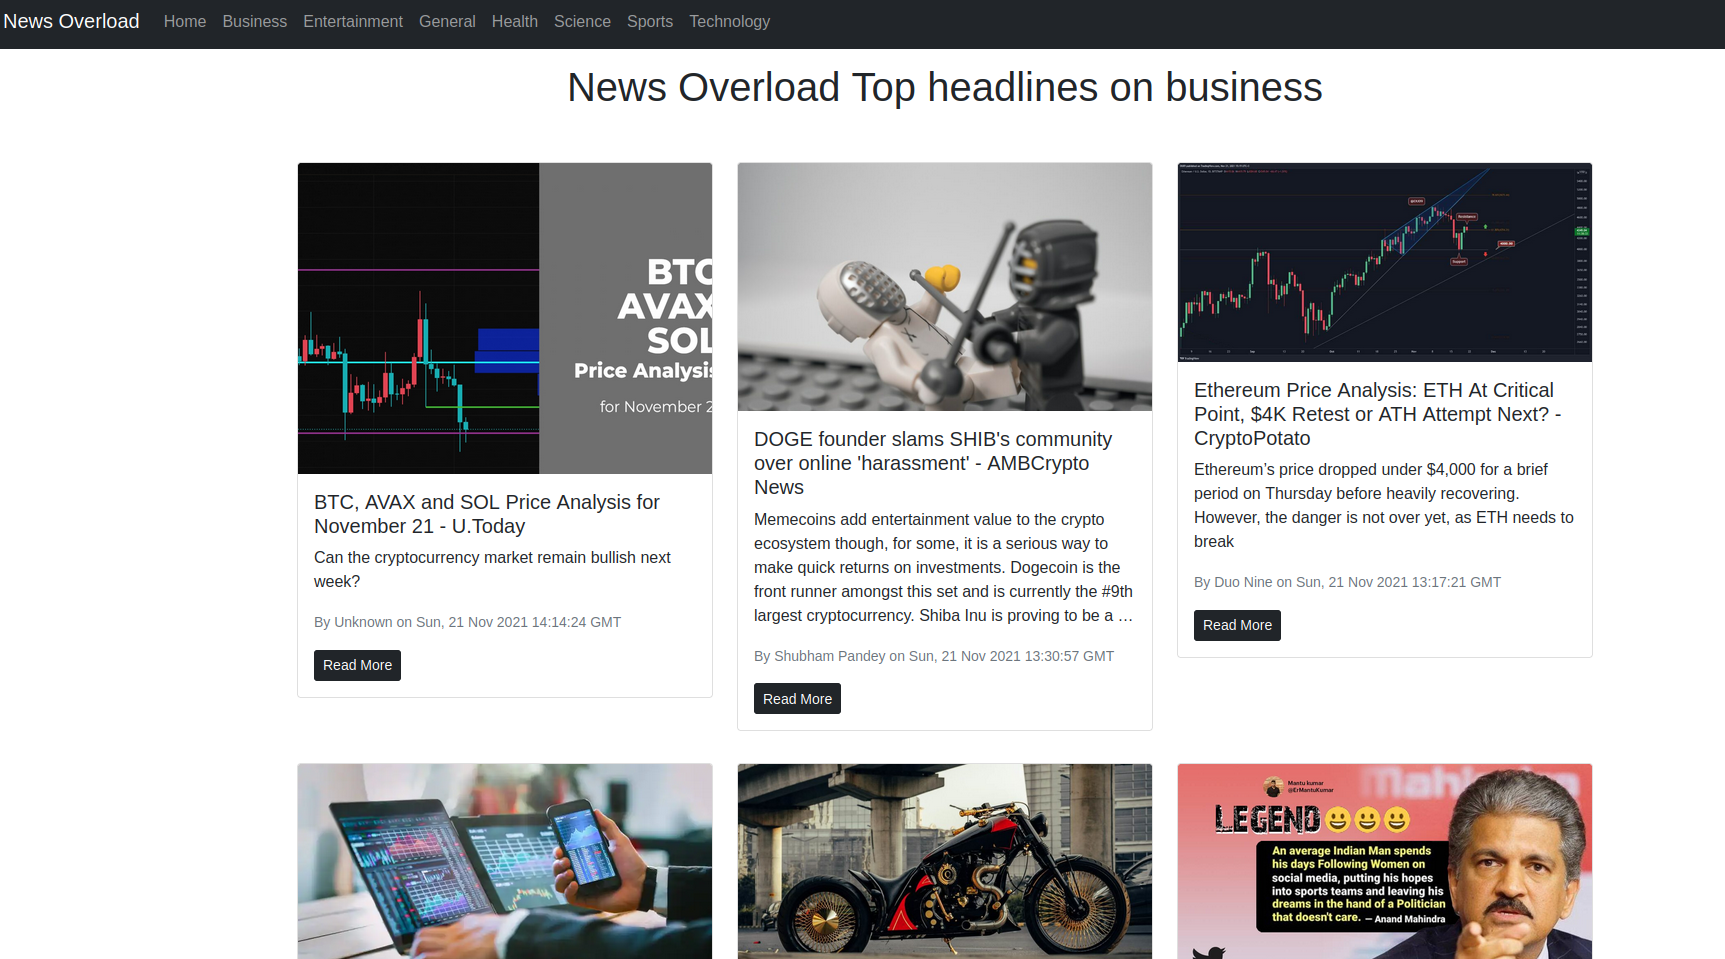 News Overload Home Business Entertainment General Health Science Sports Technology
News Overload Top headlines on business
BTC
AVAX
SOL
Price Analysis
for November 2
BTC, AVAX and SOL Price Analysis for
November 21 - U.Today
Can the cryptocurrency market remain bullish next
week?
By Unknown on Sun, 21 Nov 2021 14:14:24 GMT
Read More
DOGE founder slams SHIB's community
over online 'harassment' - AMBCrypto
News
Memecoins add entertainment value to the crypto
ecosystem though, for some, it is a serious way to
make quick returns on investments. Dogecoin is the
front runner amongst this set and is currently the #9th
largest cryptocurrency. Shiba Inu is proving to be a …
By Shubham Pandey on Sun, 21 Nov 2021 13:30:57 GMT
Read More
Resistance
Support
Ethereum Price Analysis: ETH At Critical
Point, $4K Retest or ATH Attempt Next? -
CryptoPotato
Ethereum’s price dropped under $4,000 for a brief
period on Thursday before heavily recovering.
However, the danger is not over yet, as ETH needs to
break
By Duo Nine on Sun, 21 Nov 2021 13:17:21 GMT
Read More
Mahindra
Mantu kumar
@ErMantuKumar
LEGEND
An average Indian Man spends
his days Following Women on
social media, putting his hopes
into sports teams and leaving his
dreams in the hand of a Politician
that doesn't care. — Anand Mahindra